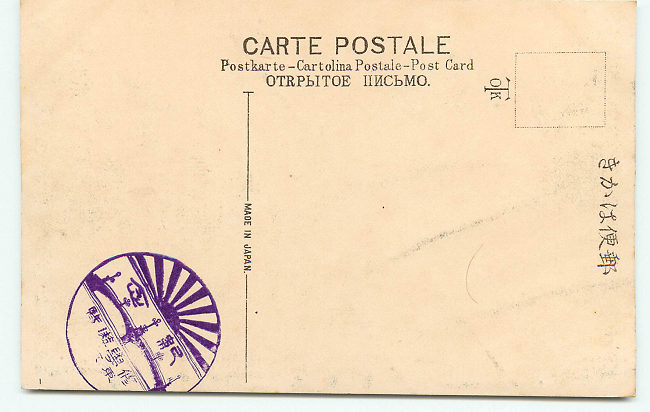 CARTE POSTALE
Postkarte–Cartolina Postale–Post Card
ОТКРЫТОЕ ПИСЬМО.
MADE IN JAPAN.
きかは便郵